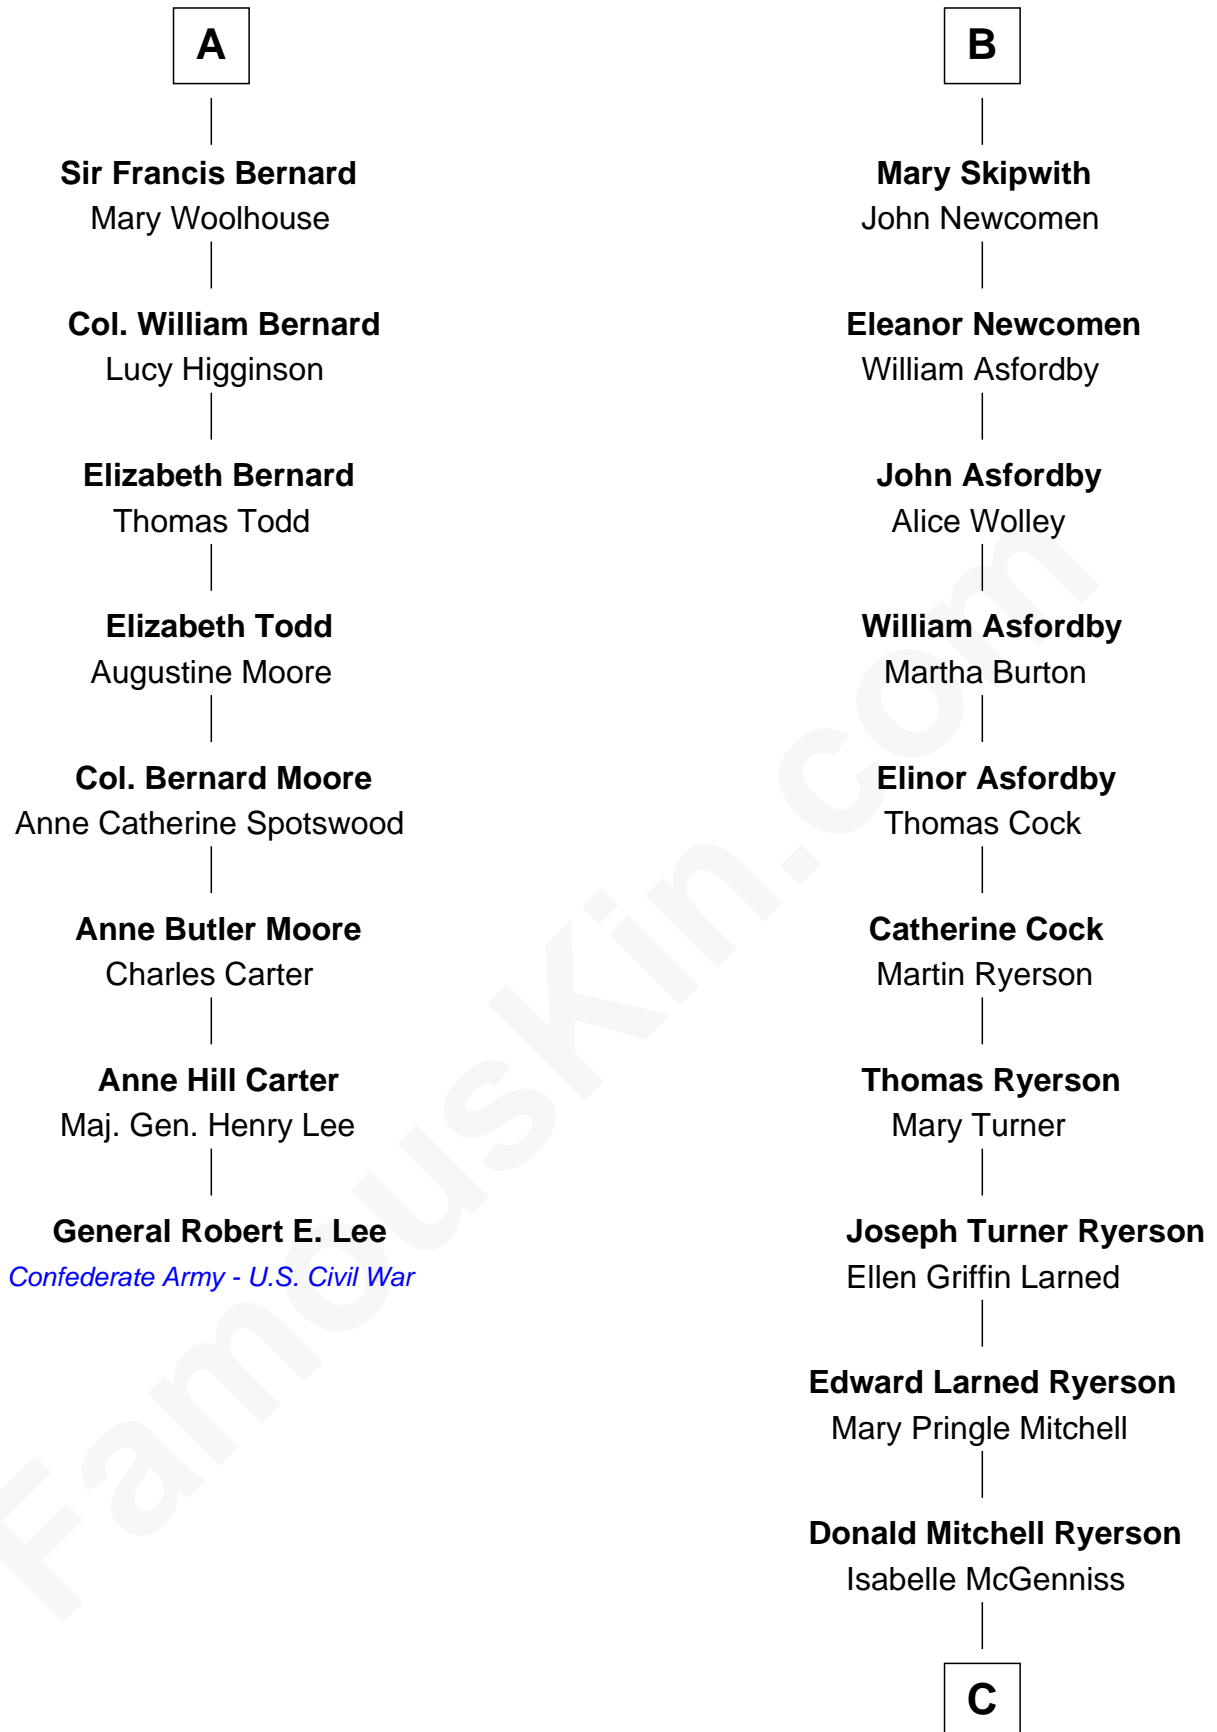 A
Sir Francis Bernard
Mary Woolhouse
Col. William Bernard
Lucy Higginson
Elizabeth Bernard
Thomas Todd
Elizabeth Todd
Augustine Moore
Col. Bernard Moore
Anne Catherine Spotswood
Anne Butler Moore
Charles Carter
Anne Hill Carter
Maj. Gen. Henry Lee
General Robert E. Lee
Confederate Army - U.S. Civil War
B
Mary Skipwith
John Newcomen
Eleanor Newcomen
William Asfordby
John Asfordby
Alice Wolley
William Asfordby
Martha Burton
Elinor Asfordby
Thomas Cock
Catherine Cock
Martin Ryerson
Thomas Ryerson
Mary Turner
Joseph Turner Ryerson
Ellen Griffin Larned
Edward Larned Ryerson
Mary Pringle Mitchell
Donald Mitchell Ryerson
Isabelle McGenniss
C
FamousKin.com